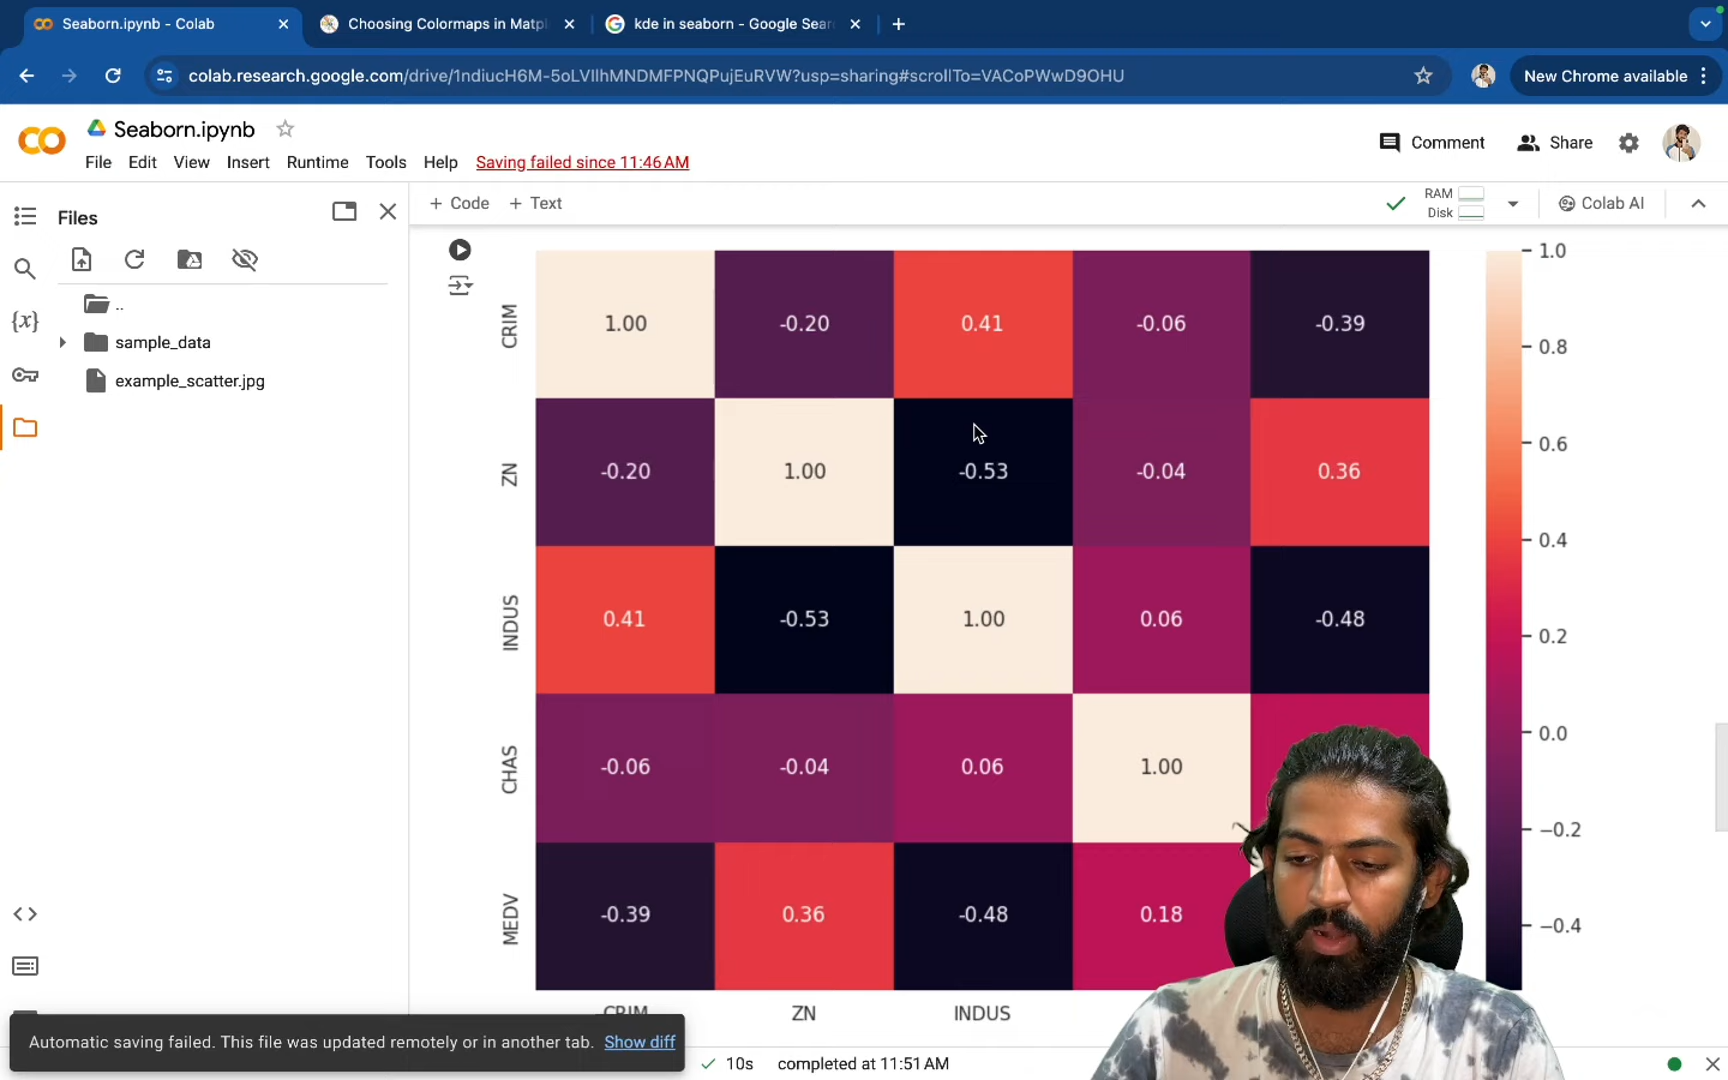 Seaborn.ipynb - Colab
Choosing Colormaps in Matpl
kde in seaborn - Google Sear
colab.research.google.com/drive/1ndiucH6M-5oLVIlhMNDMFPNQPujEuRVW?usp=sharing#scrollTo=VACoPWwD9OHU
New Chrome available
CO
Seaborn.ipynb
Comment
Share
File Edit View Insert Runtime Tools Help Saving failed since 11:46 AM
Files
+ Code + Text
RAM
Disk
Colab AI
..
sample_data
example_scatter.jpg
{x}
<>
CRIM 1.00 -0.20 0.41 -0.06 -0.39
ZN -0.20 1.00 -0.53 -0.04 0.36
INDUS 0.41 -0.53 1.00 0.06 -0.48
CHAS -0.06 -0.04 0.06 1.00
MEDV -0.39 0.36 -0.48 0.18
CRIM ZN INDUS
1.0
0.8
0.6
0.4
0.2
0.0
−0.2
−0.4
Automatic saving failed. This file was updated remotely or in another tab. Show diff
10s completed at 11:51 AM